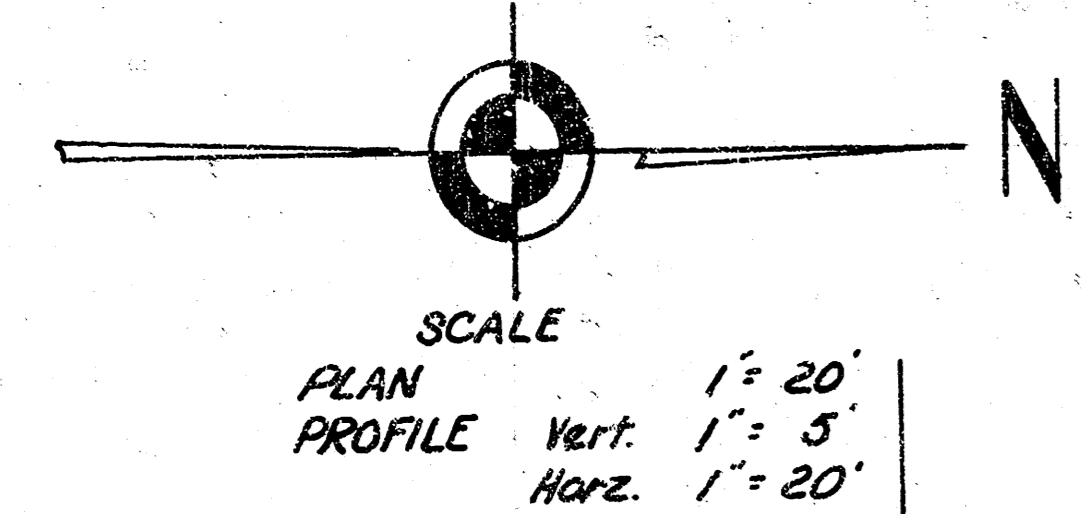 N
SCALE
PLAN 1" = 20'
PROFILE Vert. 1" = 5'
Horz. 1" = 20'